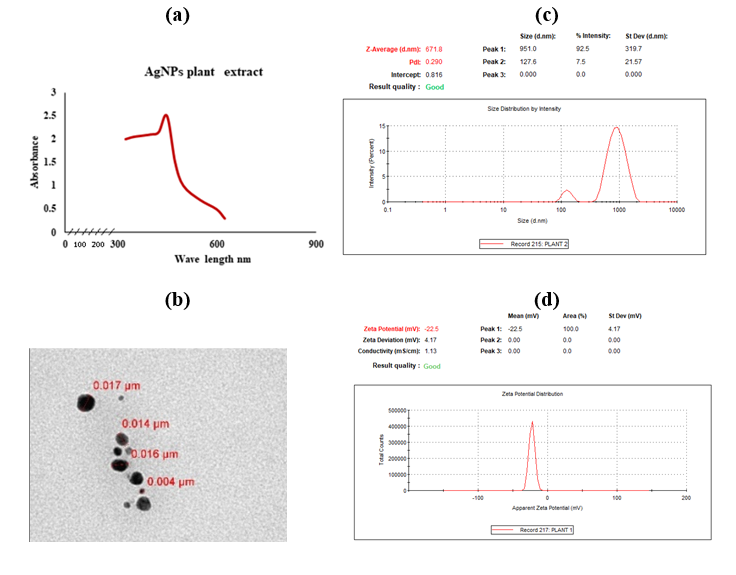 (a)
AgNPs plant extract
3
2.5
2
1.5
1
0.5
0
Absorbance
0 100 200 300 600 900
Wave length nm
(b)
0.017 µm
0.014 µm
0.016 µm
0.004 µm
(c)
Size (d.nm): % Intensity: St Dev (d.nm):
Z-Average (d.nm): 671.8 Peak 1: 951.0 92.5 319.7
PdI: 0.290 Peak 2: 127.6 7.5 21.57
Intercept: 0.816 Peak 3: 0.000 0.0 0.000
Result quality : Good
Size Distribution by Intensity
15
10
5
0
Intensity (Percent)
0.1 1 10 100 1000 10000
Size (d.nm)
Record 215: PLANT 2
(d)
Mean (mV) Area (%) St Dev (mV)
Zeta Potential (mV): -22.5 Peak 1: -22.5 100.0 4.17
Zeta Deviation (mV): 4.17 Peak 2: 0.00 0.0 0.00
Conductivity (mS/cm): 1.13 Peak 3: 0.00 0.0 0.00
Result quality : Good
Zeta Potential Distribution
500000
400000
300000
200000
100000
0
Total Counts
-100 0 100 200
Apparent Zeta Potential (mV)
Record 217: PLANT 1